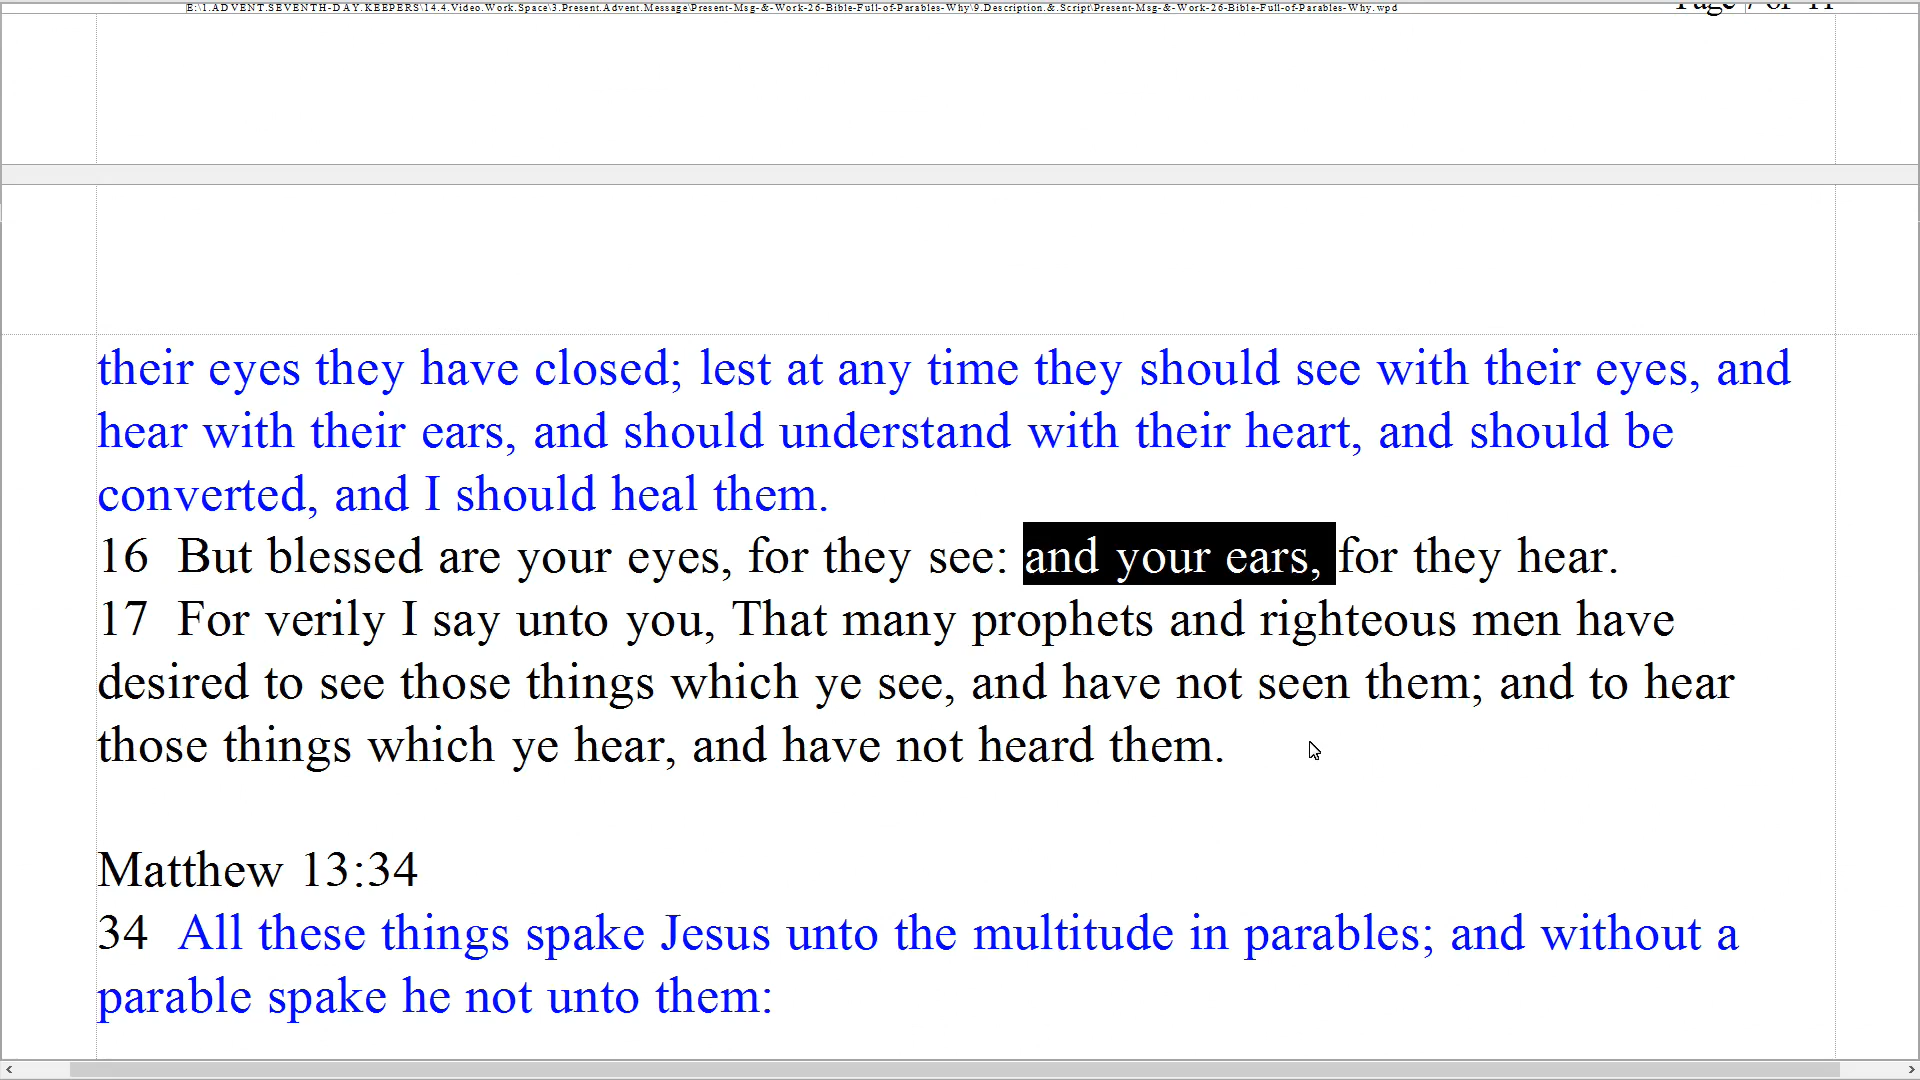 E:\1.ADVENT.SEVENTH-DAY.KEEPERS\14.4.Video.Work.Space\3.Present.Advent.Message\Present-Msg-&-Work-26-Bible-Full-of-Parables-Why\9.Description.&.Script\Present-Msg-&-Work-26-Bible-Full-of-Parables-Why.wpd
Page 7 of 11
their eyes they have closed; lest at any time they should see with their eyes, and
hear with their ears, and should understand with their heart, and should be
converted, and I should heal them.
16 But blessed are your eyes, for they see: and your ears, for they hear.
17 For verily I say unto you, That many prophets and righteous men have
desired to see those things which ye see, and have not seen them; and to hear
those things which ye hear, and have not heard them.
Matthew 13:34
34 All these things spake Jesus unto the multitude in parables; and without a
parable spake he not unto them: